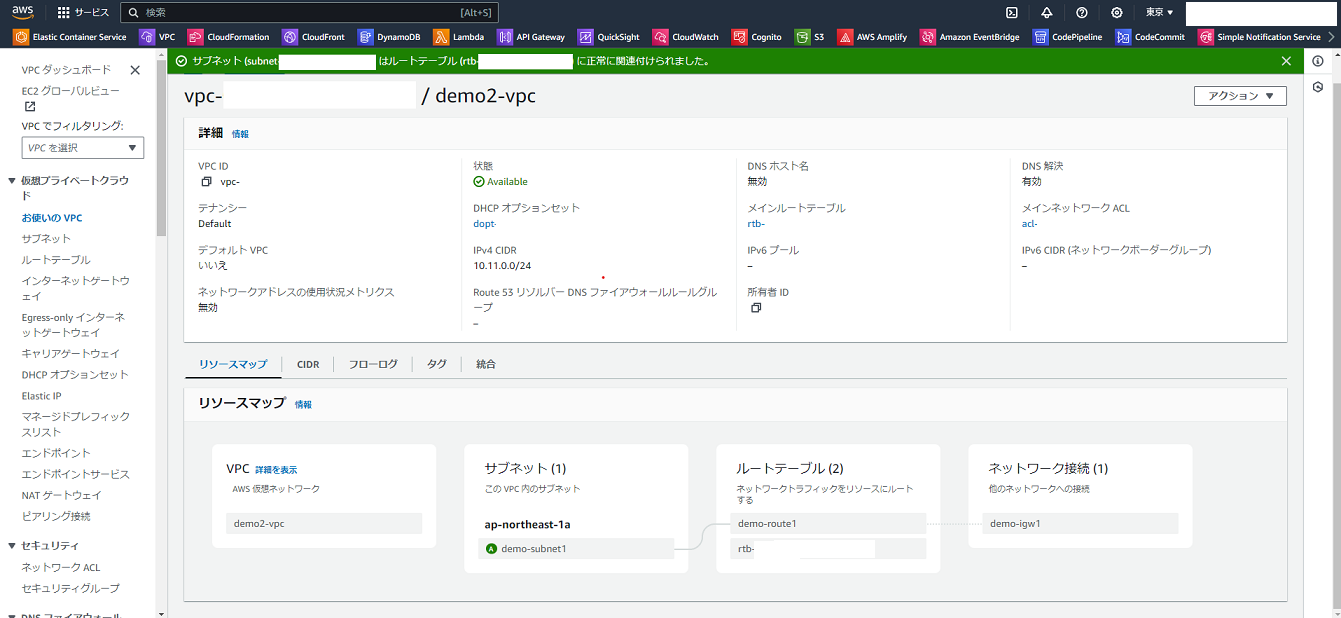 aws サービス 検索 [Alt+S] 東京
Elastic Container Service VPC CloudFormation CloudFront DynamoDB Lambda API Gateway QuickSight CloudWatch Cognito S3 AWS Amplify Amazon EventBridge CodePipeline CodeCommit Simple Notification Service
VPC ダッシュボード
EC2 グローバルビュー
VPC でフィルタリング:
VPC を選択
仮想プライベートクラウ
ド
お使いの VPC
サブネット
ルートテーブル
インターネットゲートウ
ェイ
Egress-only インターネ
ットゲートウェイ
キャリアゲートウェイ
DHCP オプションセット
Elastic IP
マネージドプレフィック
スリスト
エンドポイント
エンドポイントサービス
NAT ゲートウェイ
ピアリング接続
セキュリティ
ネットワーク ACL
セキュリティグループ
DNS ファイアウォール
サブネット (subnet- はルートテーブル (rtb- に正常に関連付けられました。
vpc- / demo2-vpc
アクション
詳細 情報
VPC ID
vpc-
状態
Available
DNS ホスト名
無効
DNS 解決
有効
テナンシー
Default
DHCP オプションセット
dopt-
メインルートテーブル
rtb-
メインネットワーク ACL
acl-
デフォルト VPC
いいえ
IPv4 CIDR
10.11.0.0/24
IPv6 プール
–
IPv6 CIDR (ネットワークボーダーグループ)
–
ネットワークアドレスの使用状況メトリクス
無効
Route 53 リゾルバー DNS ファイアウォールルールグル
ープ
–
所有者 ID
リソースマップ CIDR フローログ タグ 統合
リソースマップ 情報
VPC 詳細を表示
AWS 仮想ネットワーク
demo2-vpc
サブネット (1)
この VPC 内のサブネット
ap-northeast-1a
A demo-subnet1
ルートテーブル (2)
ネットワークトラフィックをリソースにルート
する
demo-route1
rtb-
ネットワーク接続 (1)
他のネットワークへの接続
demo-igw1